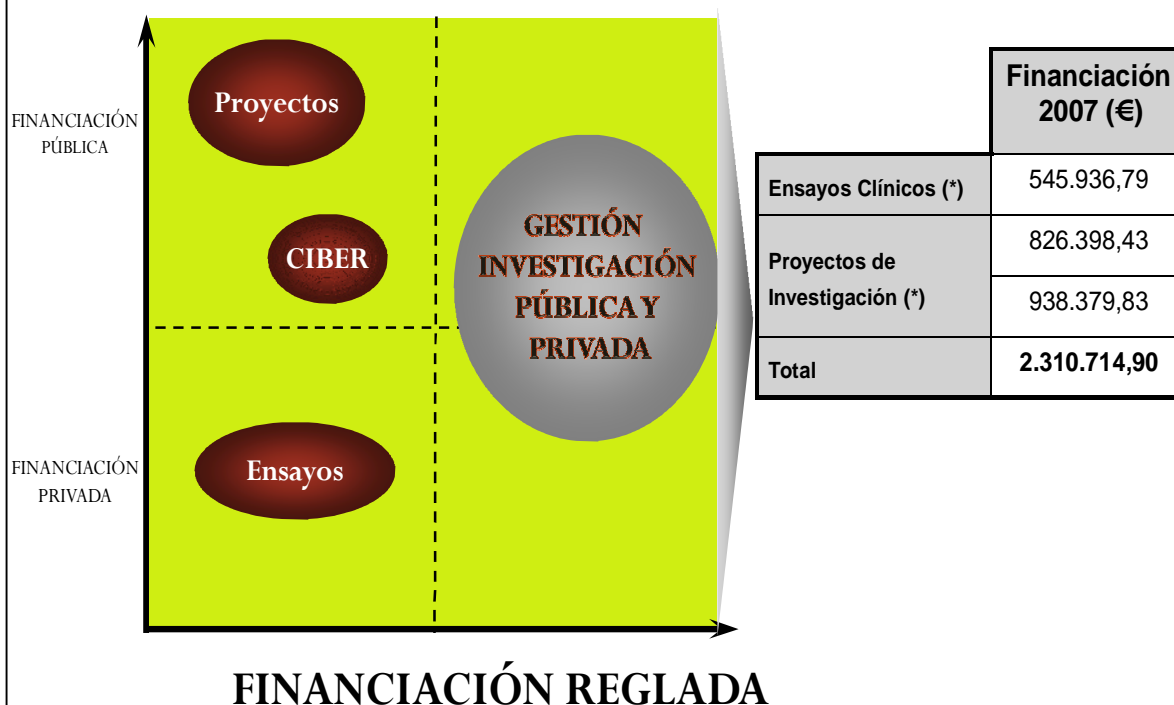 FINANCIACIÓN
PÚBLICA
Proyectos
CIBER
GESTIÓN
INVESTIGACIÓN
PÚBLICA Y
PRIVADA
FINANCIACIÓN
PRIVADA
Ensayos
FINANCIACIÓN REGLADA
Financiación
2007 (€)
Ensayos Clínicos (*)
545.936,79
Proyectos de
Investigación (*)
826.398,43
938.379,83
Total
2.310.714,90